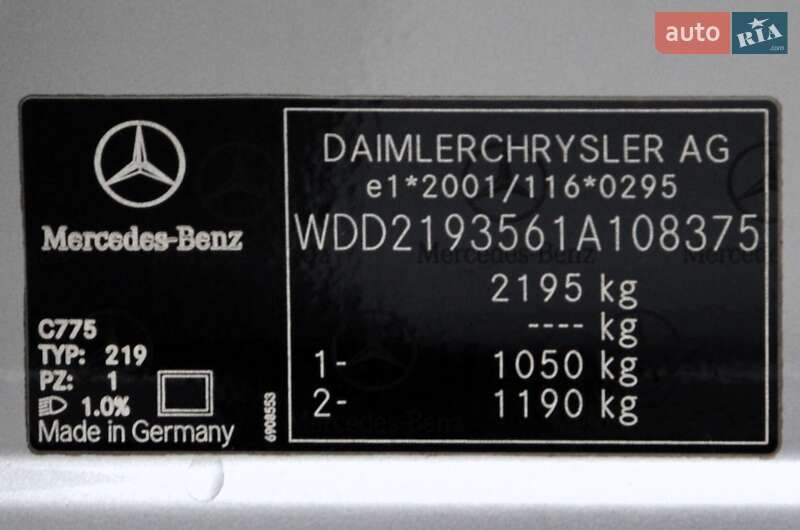 auto RIA.com
DAIMLERCHRYSLER AG
e1*2001/116*0295
WDD2193561A108375
2195 kg
---- kg
1- 1050 kg
2- 1190 kg
Mercedes-Benz
C775
TYP: 219
PZ: 1
1.0%
Made in Germany
6908553